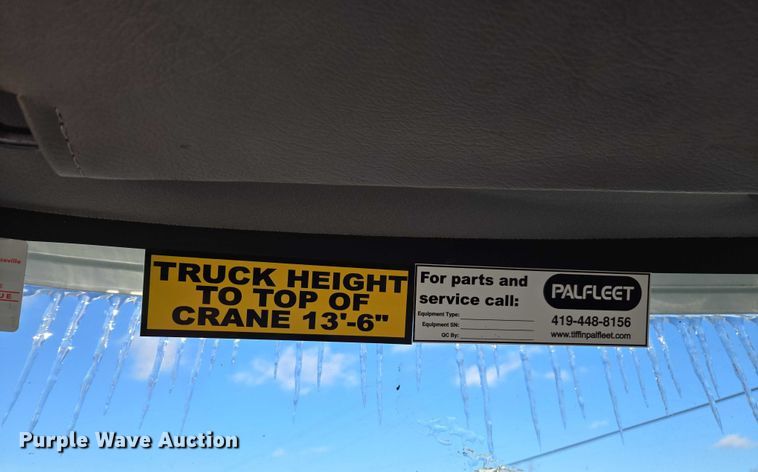 TRUCK HEIGHT
TO TOP OF
CRANE 13'-6"
For parts and
service call:
Equipment Type:
Equipment SN:
QC By:
PALFLEET
419-448-8156
www.tiffinpalfleet.com
Purple Wave Auction